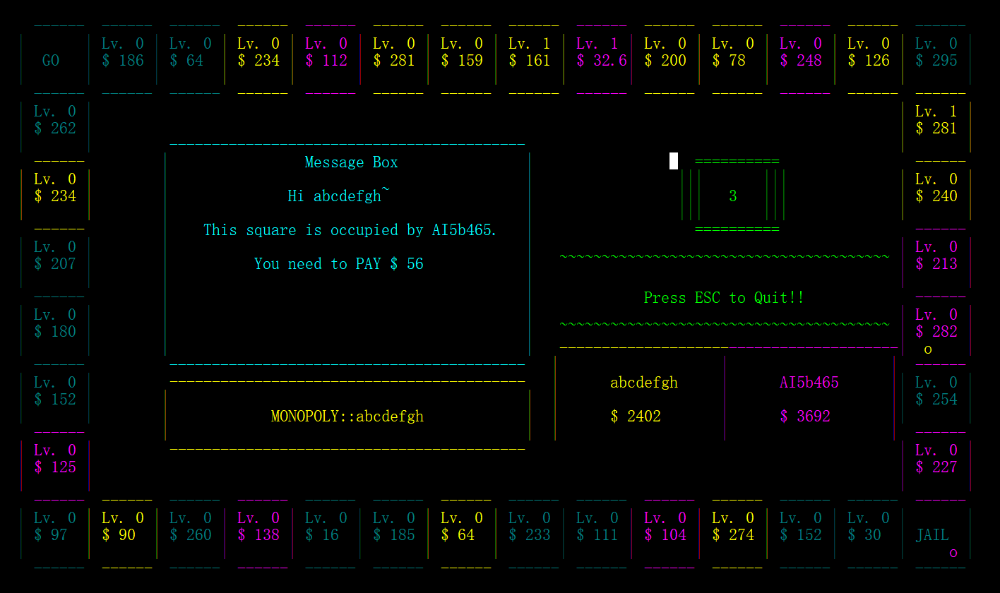 GO Lv. 0 Lv. 0 Lv. 0 Lv. 0 Lv. 0 Lv. 0 Lv. 1 Lv. 1 Lv. 0 Lv. 0 Lv. 0 Lv. 0 Lv. 0
$ 186 $ 64 $ 234 $ 112 $ 281 $ 159 $ 161 $ 32.6 $ 200 $ 78 $ 248 $ 126 $ 295
Lv. 0
$ 262
Lv. 1
$ 281
Message Box
Hi abcdefgh~
This square is occupied by AI5b465.
You need to PAY $ 56
3
Press ESC to Quit!!
Lv. 0
$ 234
Lv. 0
$ 240
Lv. 0
$ 207
Lv. 0
$ 213
Lv. 0
$ 180
Lv. 0
$ 282
o
Lv. 0
$ 152
Lv. 0
$ 254
abcdefgh
$ 2402
AI5b465
$ 3692
MONOPOLY::abcdefgh
Lv. 0
$ 125
Lv. 0
$ 227
Lv. 0 Lv. 0 Lv. 0 Lv. 0 Lv. 0 Lv. 0 Lv. 0 Lv. 0 Lv. 0 Lv. 0 Lv. 0 Lv. 0 Lv. 0
$ 97 $ 90 $ 260 $ 138 $ 16 $ 185 $ 64 $ 233 $ 111 $ 104 $ 274 $ 152 $ 30 JAIL
o